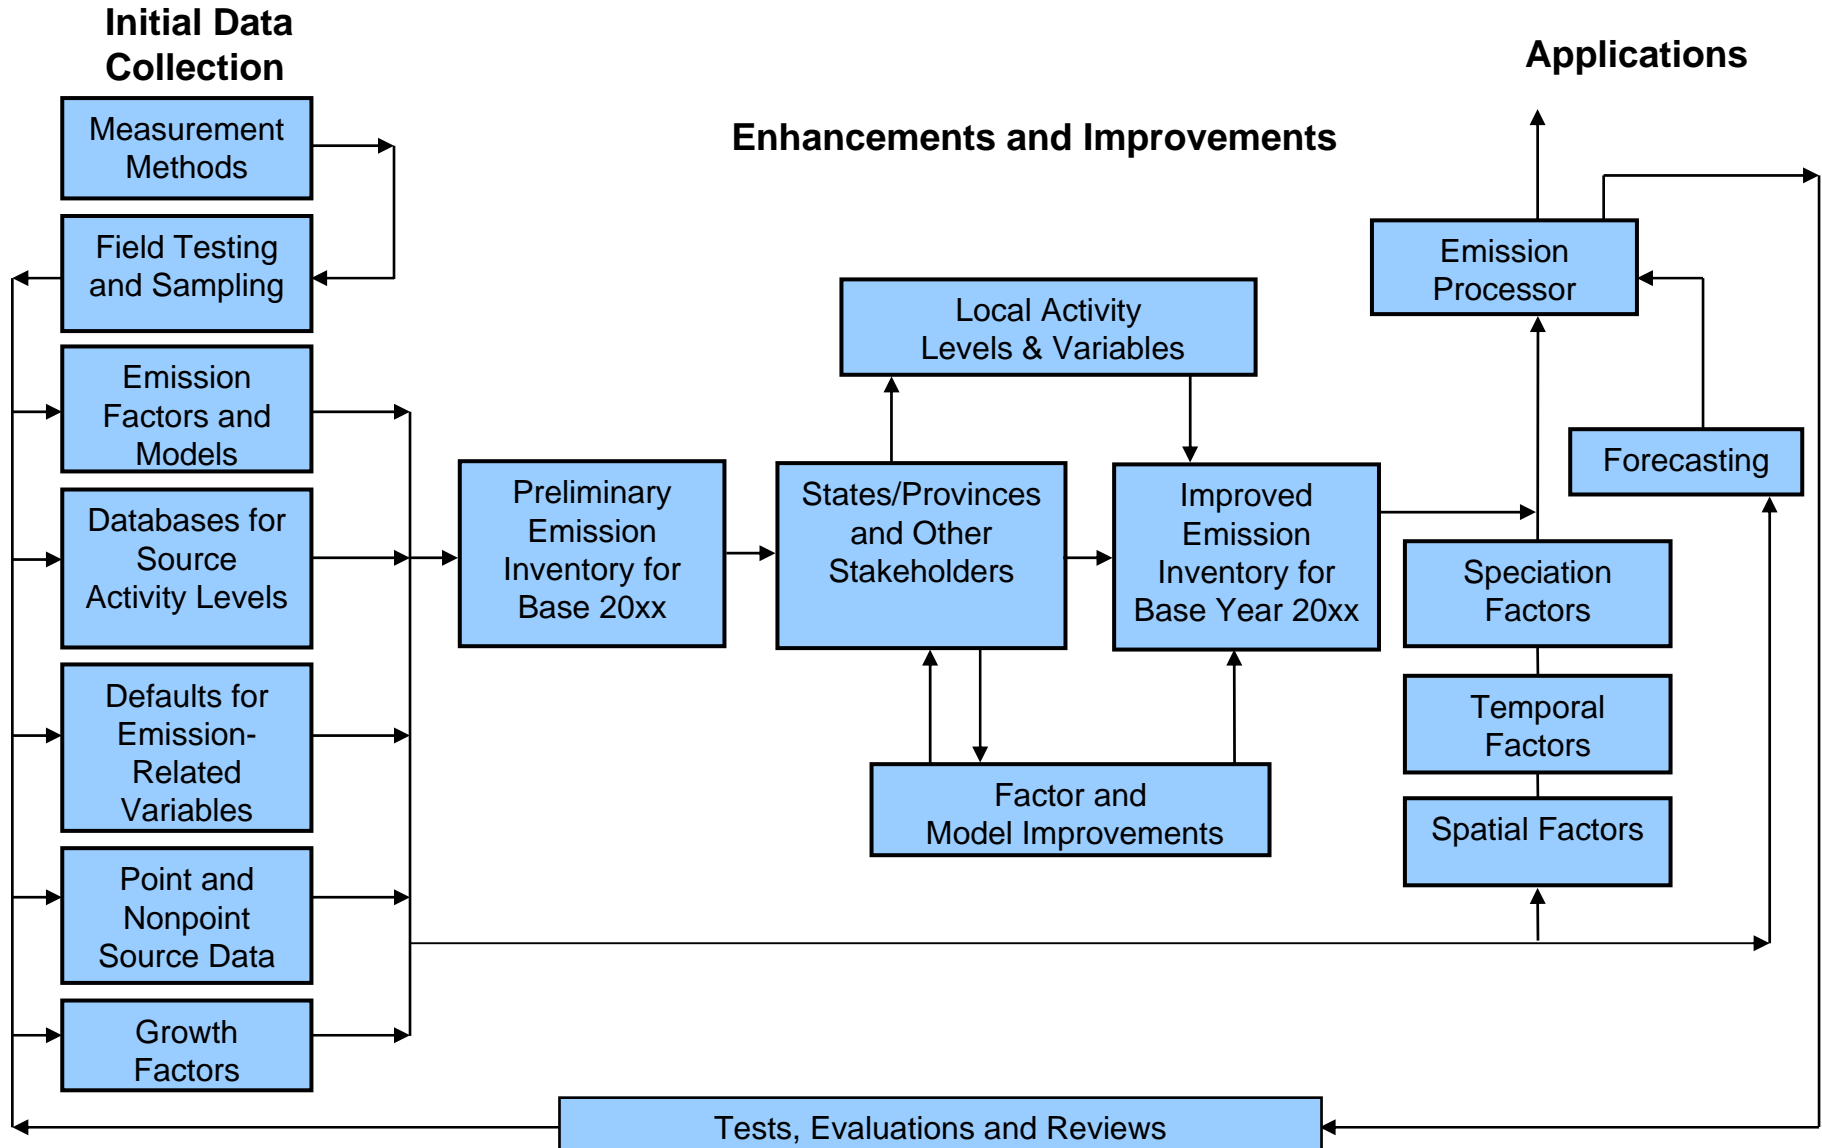 Initial Data
Collection
Applications
Enhancements and Improvements
Measurement
Methods
Field Testing
and Sampling
Emission
Factors and
Models
Databases for
Source
Activity Levels
Defaults for
Emission-
Related
Variables
Point and
Nonpoint
Source Data
Growth
Factors
Preliminary
Emission
Inventory for
Base 20xx
Local Activity
Levels & Variables
States/Provinces
and Other
Stakeholders
Factor and
Model Improvements
Improved
Emission
Inventory for
Base Year 20xx
Emission
Processor
Forecasting
Speciation
Factors
Temporal
Factors
Spatial Factors
Tests, Evaluations and Reviews